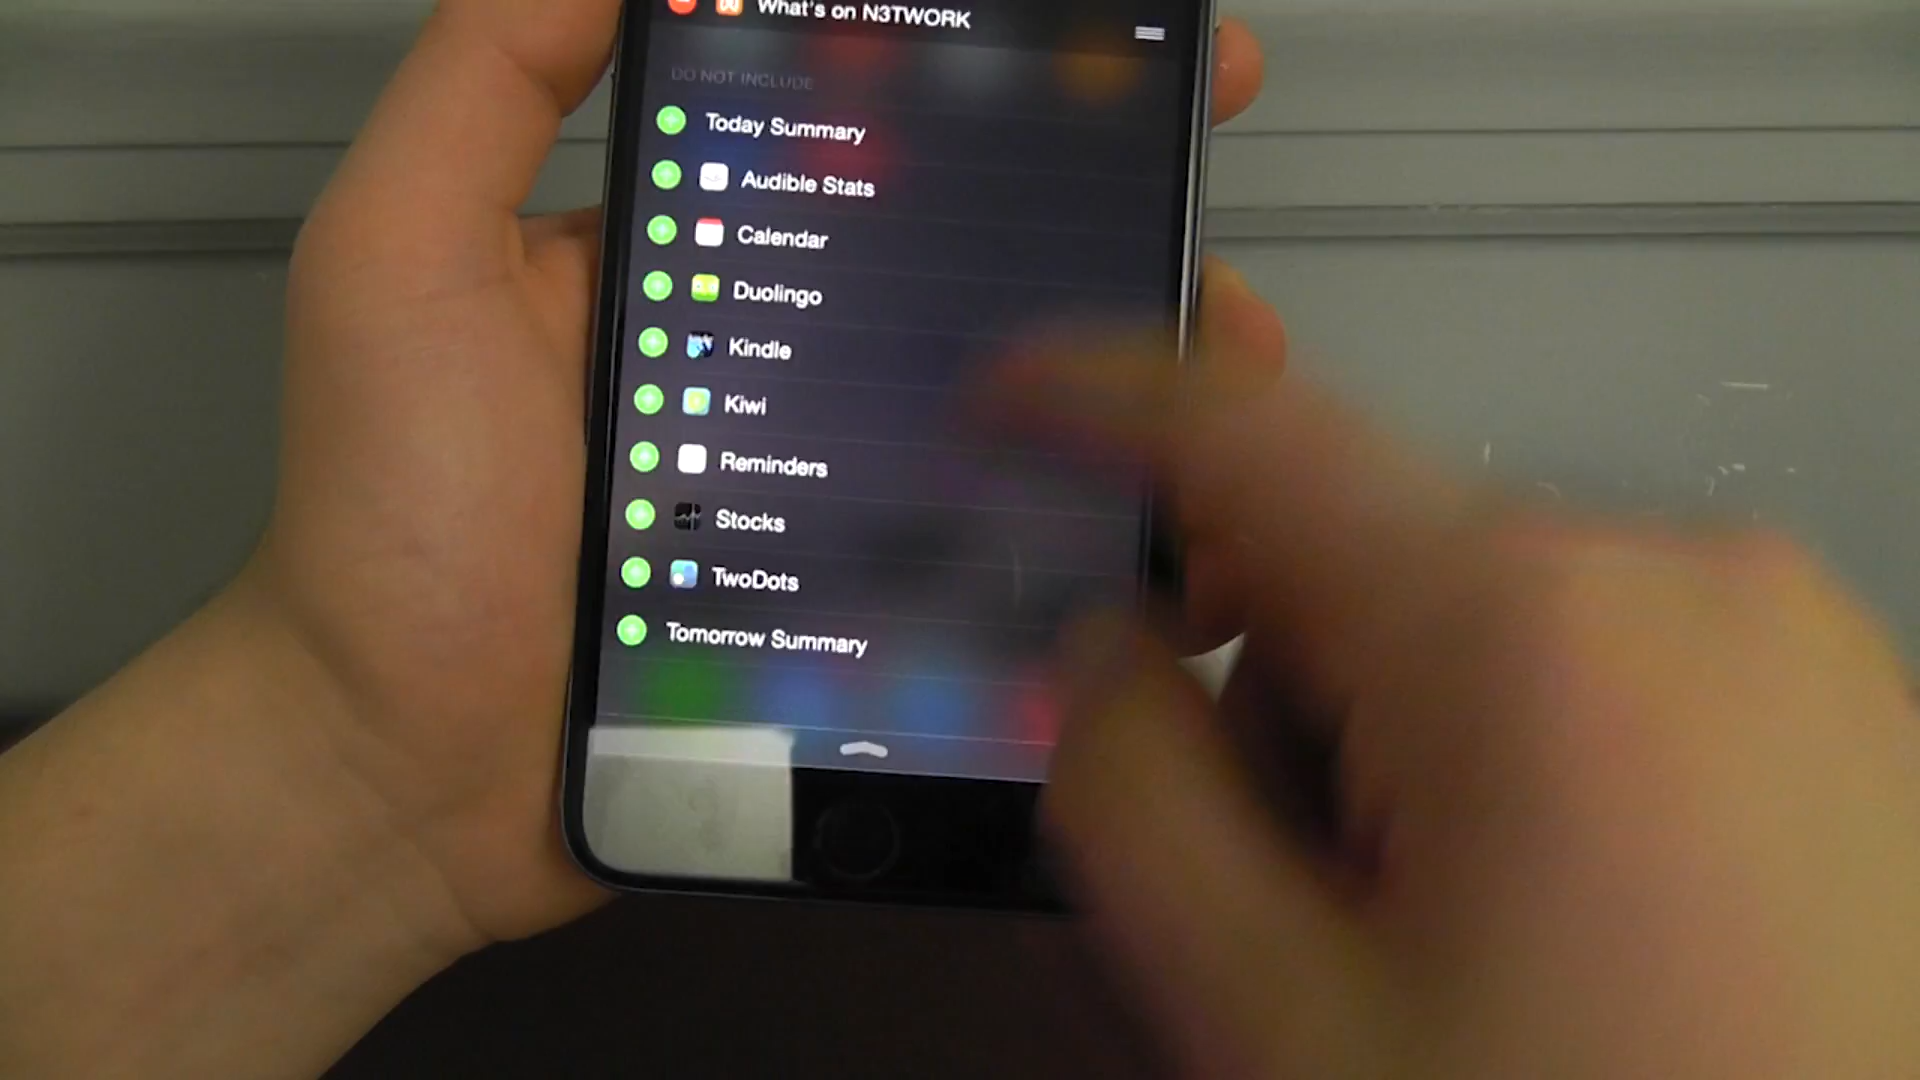 What's on N3TWORK
DO NOT INCLUDE
Today Summary
Audible Stats
Calendar
Duolingo
Kindle
Kiwi
Reminders
Stocks
TwoDots
Tomorrow Summary